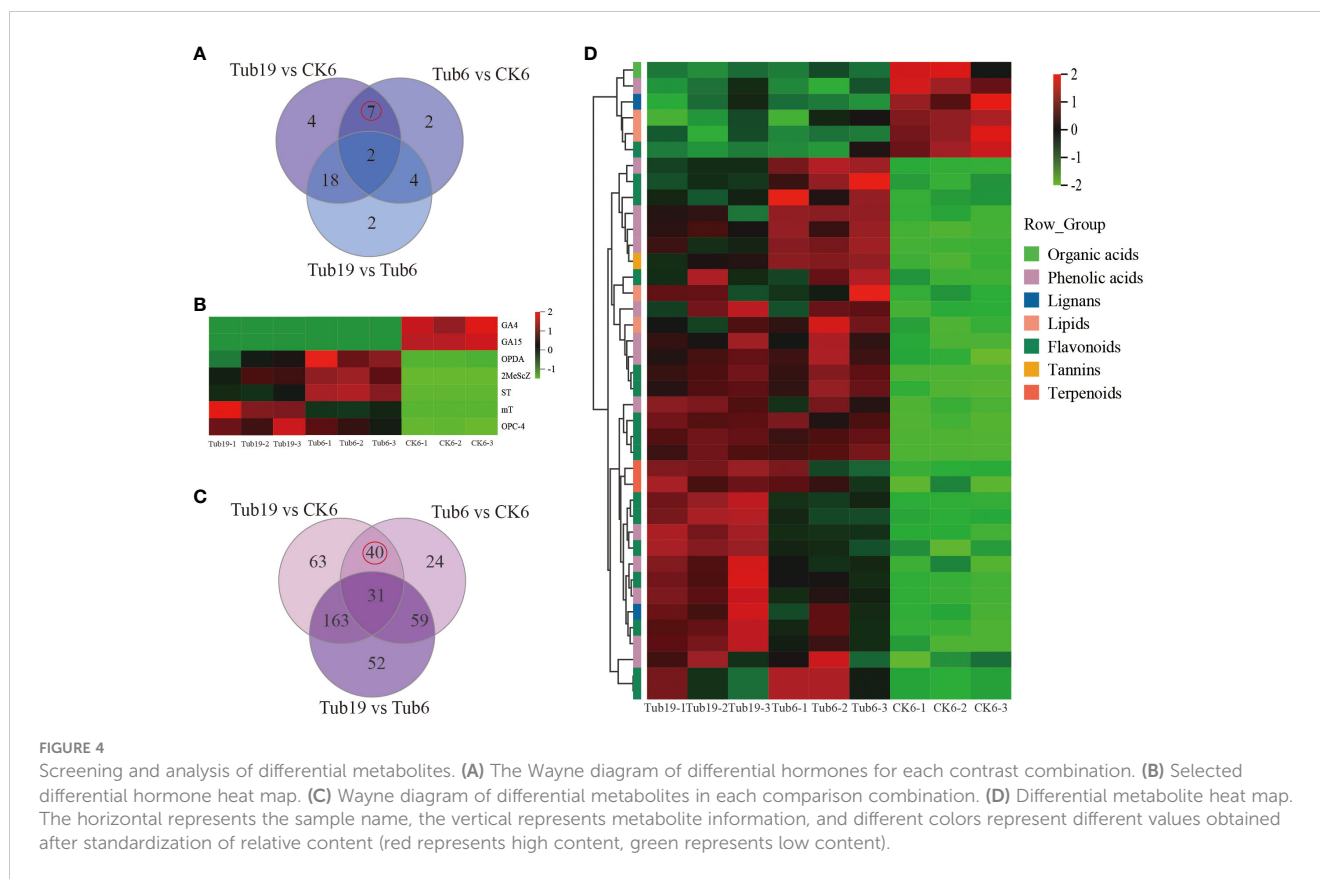 A
Tub19 vs CK6
Tub6 vs CK6
4
7
2
2
18
4
2
Tub19 vs Tub6
B
2
1
0
-1
GA4
GA15
OPDA
2MeScZ
ST
mT
OPC-4
Tub19-1 Tub19-2 Tub19-3 Tub6-1 Tub6-2 Tub6-3 CK6-1 CK6-2 CK6-3
C
Tub19 vs CK6
Tub6 vs CK6
63
40
24
31
163
59
52
Tub19 vs Tub6
D
2
1
0
-1
-2
Row_Group
Organic acids
Phenolic acids
Lignans
Lipids
Flavonoids
Tannins
Terpenoids
Tub19-1 Tub19-2 Tub19-3 Tub6-1 Tub6-2 Tub6-3 CK6-1 CK6-2 CK6-3
FIGURE 4
Screening and analysis of differential metabolites. (A) The Wayne diagram of differential hormones for each contrast combination. (B) Selected
differential hormone heat map. (C) Wayne diagram of differential metabolites in each comparison combination. (D) Differential metabolite heat map.
The horizontal represents the sample name, the vertical represents metabolite information, and different colors represent different values obtained
after standardization of relative content (red represents high content, green represents low content).